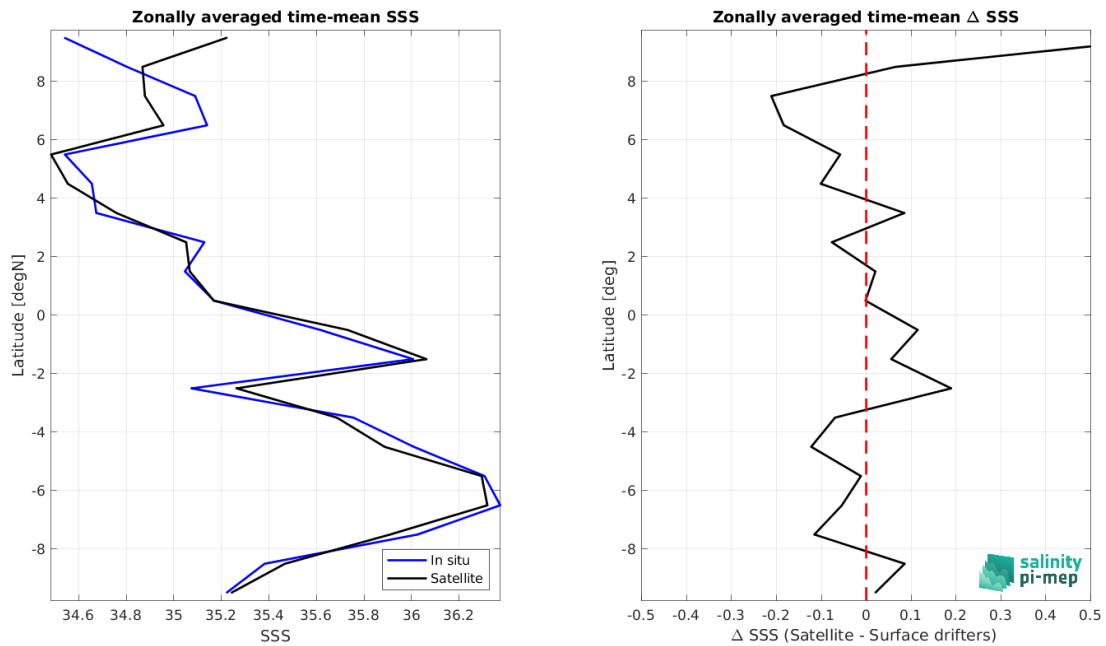 Zonally averaged time-mean SSS
8
6
4
2
0
-2
-4
-6
-8
Latitude [degN]
34.6 34.8 35 35.2 35.4 35.6 35.8 36 36.2
SSS
In situ
Satellite
Zonally averaged time-mean Δ SSS
8
6
4
2
0
-2
-4
-6
-8
Latitude [deg]
-0.5 -0.4 -0.3 -0.2 -0.1 0 0.1 0.2 0.3 0.4 0.5
Δ SSS (Satellite - Surface drifters)
salinity
pi-mep